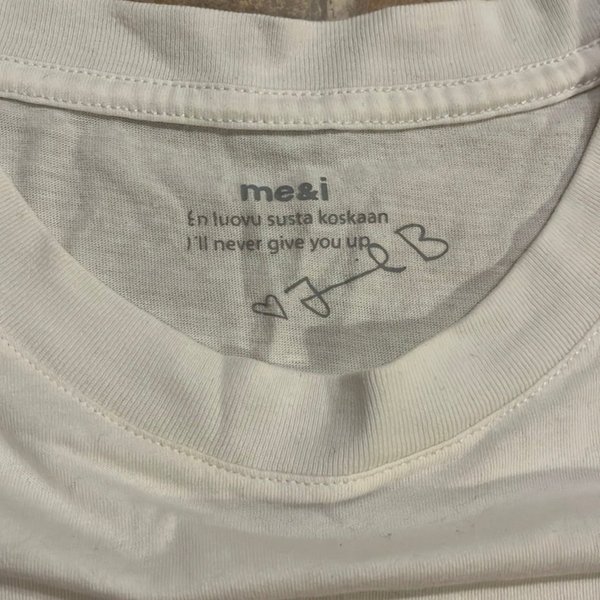 me&i
En luovu susta koskaan
I'll never give you up